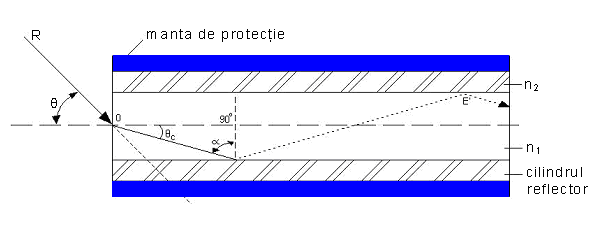 R
manta de protecție
n2
θ
0
90°
θc
α
E
n1
cilindrul
reflector